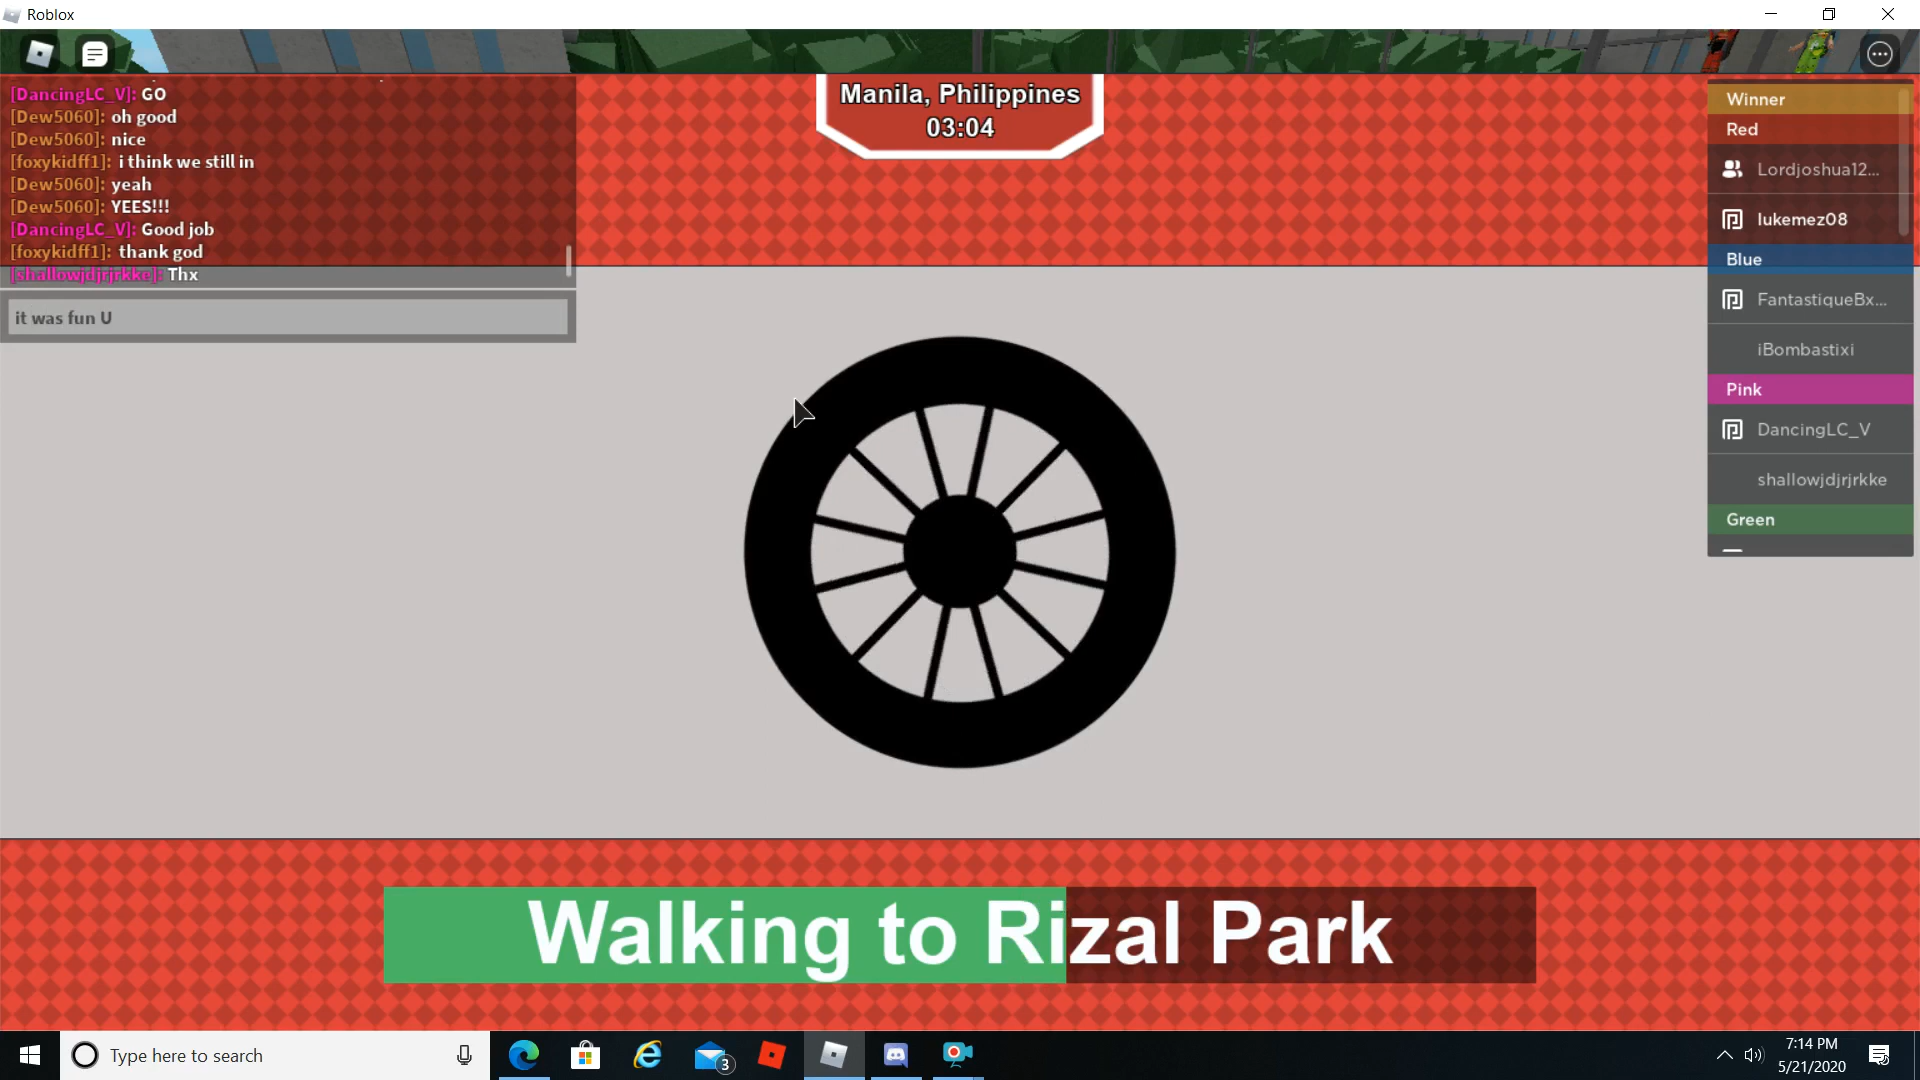 Roblox
[DancingLC_V]: GO
[Dew5060]: oh good
[Dew5060]: nice
[foxykidff1]: i think we still in
[Dew5060]: yeah
[Dew5060]: YEES!!!
[DancingLC_V]: Good job
[foxykidff1]: thank god
[shallowjdjrjrkke]: Thx
it was fun U
Manila, Philippines
03:04
Winner
Red
Lordjoshua12...
lukemez08
Blue
FantastiqueBx...
iBombastixi
Pink
DancingLC_V
shallowjdjrjrkke
Green
Walking to Rizal Park
Type here to search
3
7:14 PM
5/21/2020